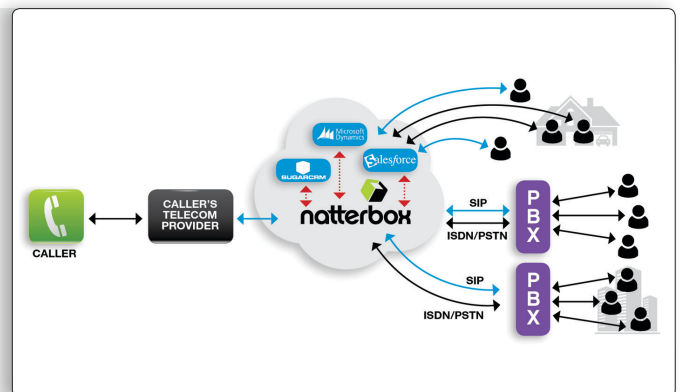 Microsoft
Dynamics
SUGARCRM
Salesforce
natterbox
CALLER
CALLER'S
TELECOM
PROVIDER
SIP
ISDN/PSTN
P
B
X
SIP
ISDN/PSTN
P
B
X